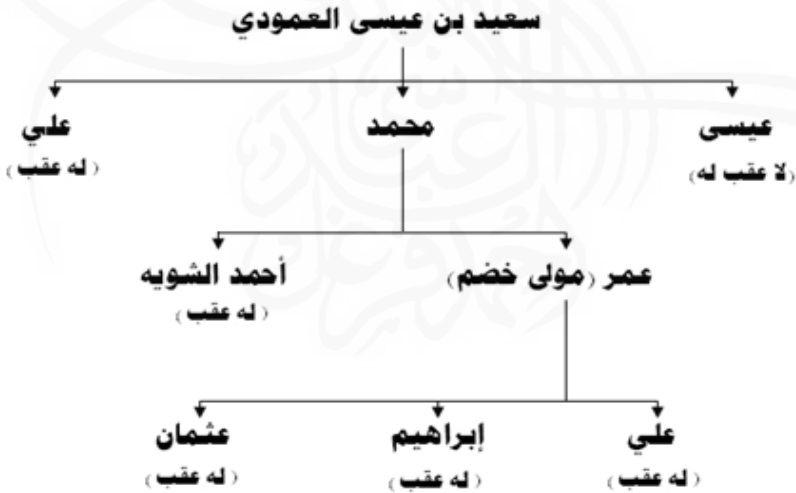 سعيد بن عيسى العمودي
عيسى محمد علي
(لا عقب له) (له عقب)
عمر (مولى خضم) أحمد الشويه
(له عقب)
علي إبراهيم عثمان
(له عقب) (له عقب) (له عقب)